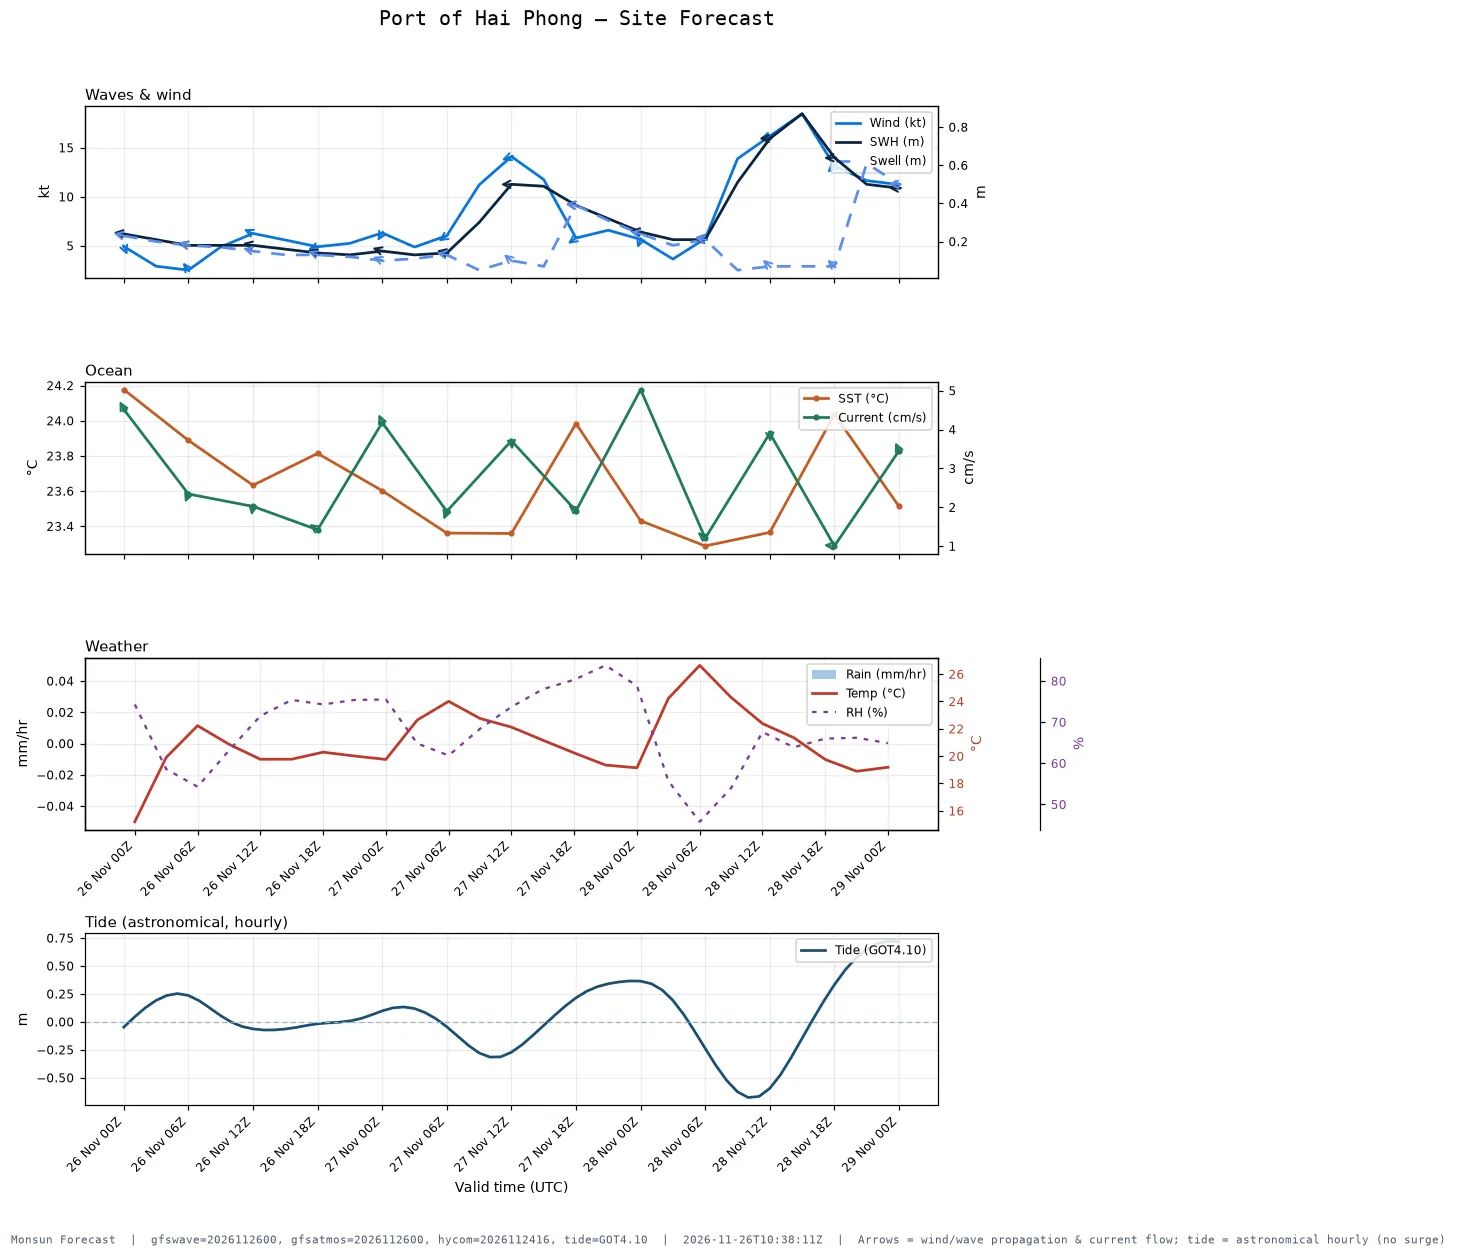 Port of Hai Phong — Site Forecast
Waves & wind
Wind (kt)
SWH (m)
Swell (m)
kt
15
10
5
m
0.8
0.6
0.4
0.2
Ocean
SST (°C)
Current (cm/s)
°C
24.2
24.0
23.8
23.6
23.4
cm/s
5
4
3
2
1
Weather
Rain (mm/hr)
Temp (°C)
RH (%)
mm/hr
0.04
0.02
0.00
−0.02
−0.04
°C
26
24
22
20
18
16
%
80
70
60
50
26 Nov 00Z
26 Nov 06Z
26 Nov 12Z
26 Nov 18Z
27 Nov 00Z
27 Nov 06Z
27 Nov 12Z
27 Nov 18Z
28 Nov 00Z
28 Nov 06Z
28 Nov 12Z
28 Nov 18Z
29 Nov 00Z
Tide (astronomical, hourly)
Tide (GOT4.10)
m
0.75
0.50
0.25
0.00
−0.25
−0.50
26 Nov 00Z
26 Nov 06Z
26 Nov 12Z
26 Nov 18Z
27 Nov 00Z
27 Nov 06Z
27 Nov 12Z
27 Nov 18Z
28 Nov 00Z
28 Nov 06Z
28 Nov 12Z
28 Nov 18Z
29 Nov 00Z
Valid time (UTC)
Monsun Forecast | gfswave=2026112600, gfsatmos=2026112600, hycom=2026112416, tide=GOT4.10 | 2026-11-26T10:38:11Z | Arrows = wind/wave propagation & current flow; tide = astronomical hourly (no surge)